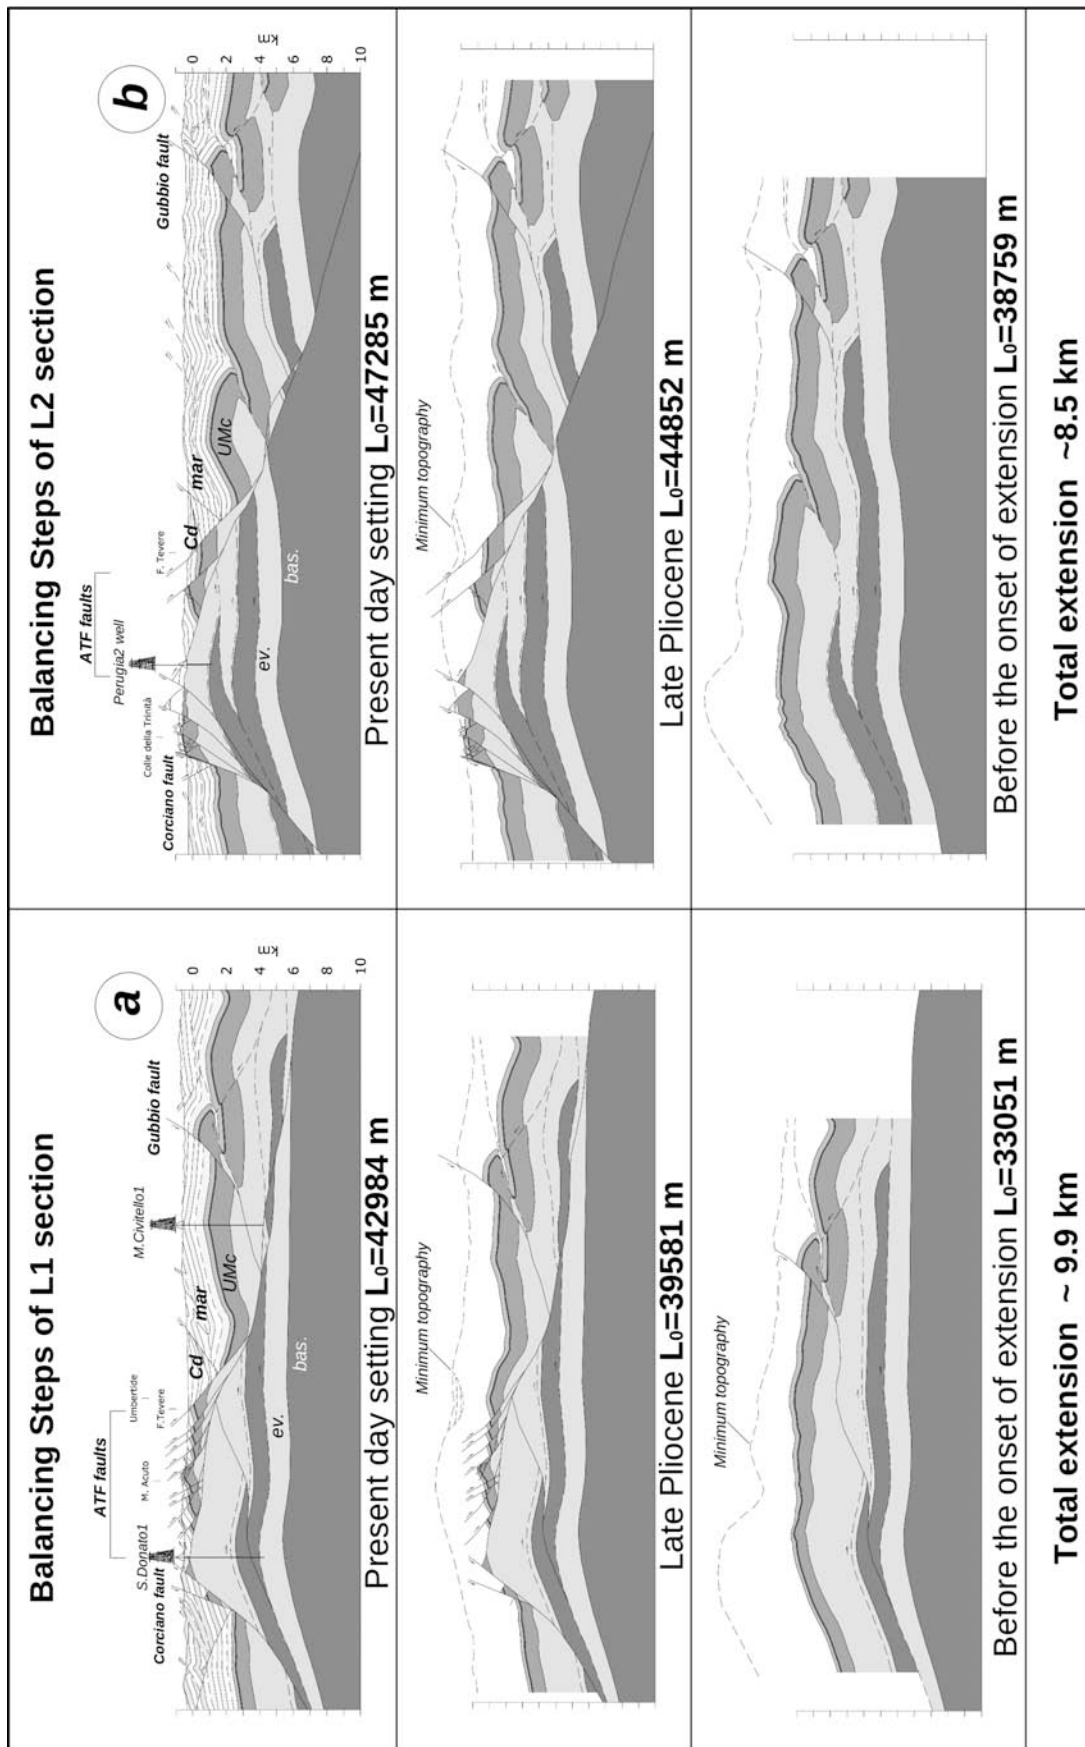 Balancing Steps of L1 section
a
S.Donato1
Corciano fault
ATF faults
M. Acuto
Umbertide
F.Tevere
M.Civitello1
Gubbio fault
Cd
mar
UMc
ev.
bas.
km
0
2
4
6
8
10
Present day setting L₀=42984 m
Minimum topography
Late Pliocene L₀=39581 m
Minimum topography
Before the onset of extension L₀=33051 m
Total extension ~ 9.9 km
Balancing Steps of L2 section
b
Corciano fault
Colle della Trinità
Perugia2 well
ATF faults
F. Tevere
Gubbio fault
Cd
mar
UMc
ev.
bas.
km
0
2
4
6
8
10
Present day setting L₀=47285 m
Minimum topography
Late Pliocene L₀=44852 m
Before the onset of extension L₀=38759 m
Total extension ~8.5 km